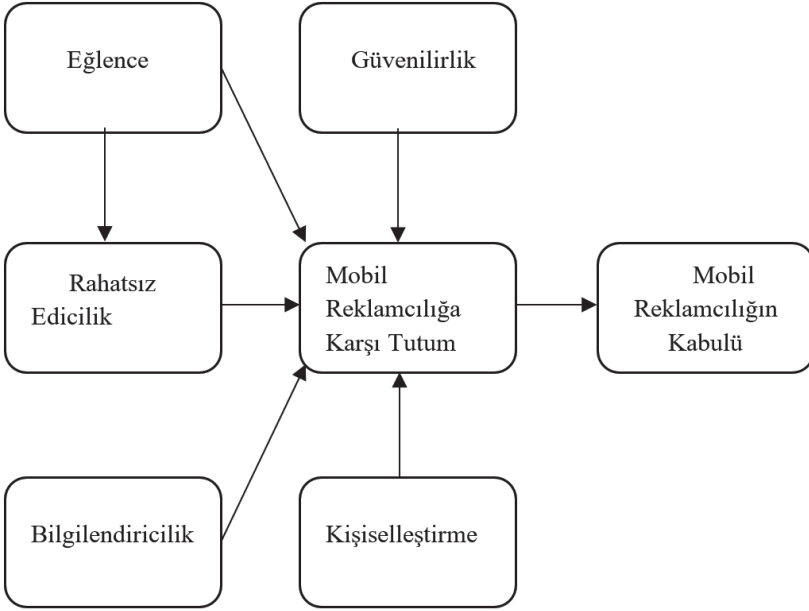 Eğlence
Güvenilirlik
Rahatsız
Edicilik
Mobil
Reklamcılığa
Karşı Tutum
Mobil
Reklamcılığın
Kabulü
Bilgilendiricilik
Kişiselleştirme